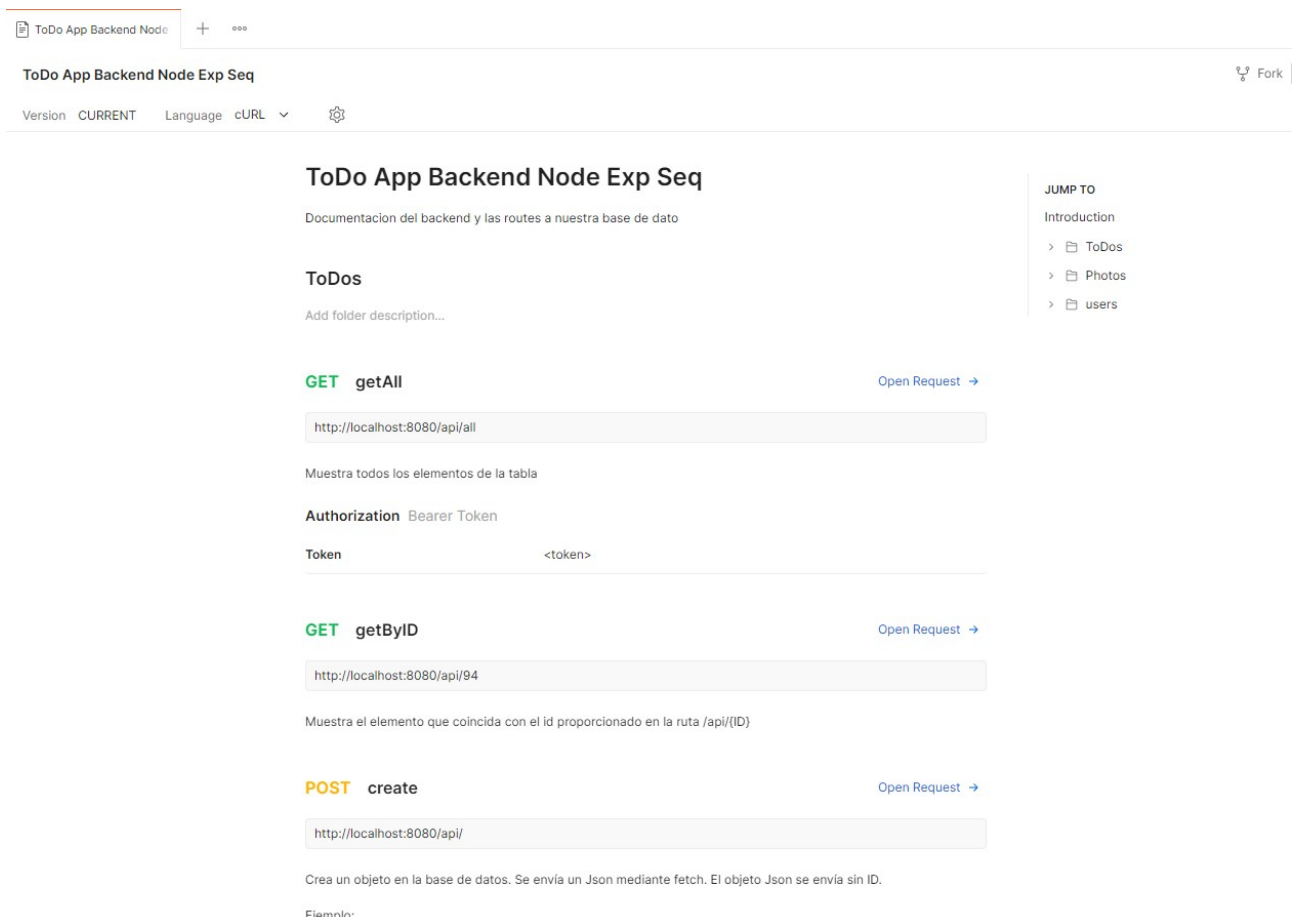 ToDo App Backend Node
ToDo App Backend Node Exp Seq
Fork
Version CURRENT Language cURL
ToDo App Backend Node Exp Seq
Documentacion del backend y las routes a nuestra base de dato
JUMP TO
Introduction
ToDos
Photos
users
ToDos
Add folder description...
GET getAll Open Request →
http://localhost:8080/api/all
Muestra todos los elementos de la tabla
Authorization Bearer Token
Token <token>
GET getByID Open Request →
http://localhost:8080/api/94
Muestra el elemento que coincida con el id proporcionado en la ruta /api/{ID}
POST create Open Request →
http://localhost:8080/api/
Crea un objeto en la base de datos. Se envía un Json mediante fetch. El objeto Json se envía sin ID.
Ejemplo: